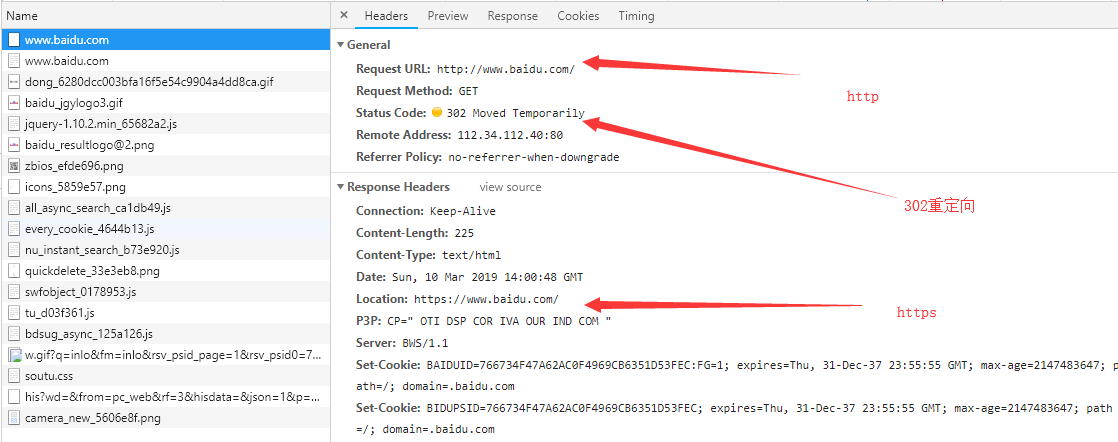 Name
www.baidu.com
www.baidu.com
dong_6280dcc003bfa16f5e54c9904a4dd8ca.gif
baidu_jgylogo3.gif
jquery-1.10.2.min_65682a2.js
baidu_resultlogo@2.png
zbios_efde696.png
icons_5859e57.png
all_async_search_ca1db49.js
every_cookie_4644b13.js
nu_instant_search_b73e920.js
quickdelete_33e3eb8.png
swfobject_0178953.js
tu_d03f361.js
bdsug_async_125a126.js
w.gif?q=inlo&fm=inlo&rsv_psid_page=1&rsv_psid0=7...
soutu.css
his?wd=&from=pc_web&rf=3&hisdata=&json=1&p=...
camera_new_5606e8f.png
× Headers Preview Response Cookies Timing
General
Request URL: http://www.baidu.com/
Request Method: GET
Status Code: 302 Moved Temporarily
Remote Address: 112.34.112.40:80
Referrer Policy: no-referrer-when-downgrade
http
302重定向
Response Headers view source
Connection: Keep-Alive
Content-Length: 225
Content-Type: text/html
Date: Sun, 10 Mar 2019 14:00:48 GMT
Location: https://www.baidu.com/
https
P3P: CP=" OTI DSP COR IVA OUR IND COM "
Server: BWS/1.1
Set-Cookie: BAIDUID=766734F47A62AC0F4969CB6351D53FEC:FG=1; expires=Thu, 31-Dec-37 23:55:55 GMT; max-age=2147483647; p
ath=/; domain=.baidu.com
Set-Cookie: BIDUPSID=766734F47A62AC0F4969CB6351D53FEC; expires=Thu, 31-Dec-37 23:55:55 GMT; max-age=2147483647; path
=/; domain=.baidu.com